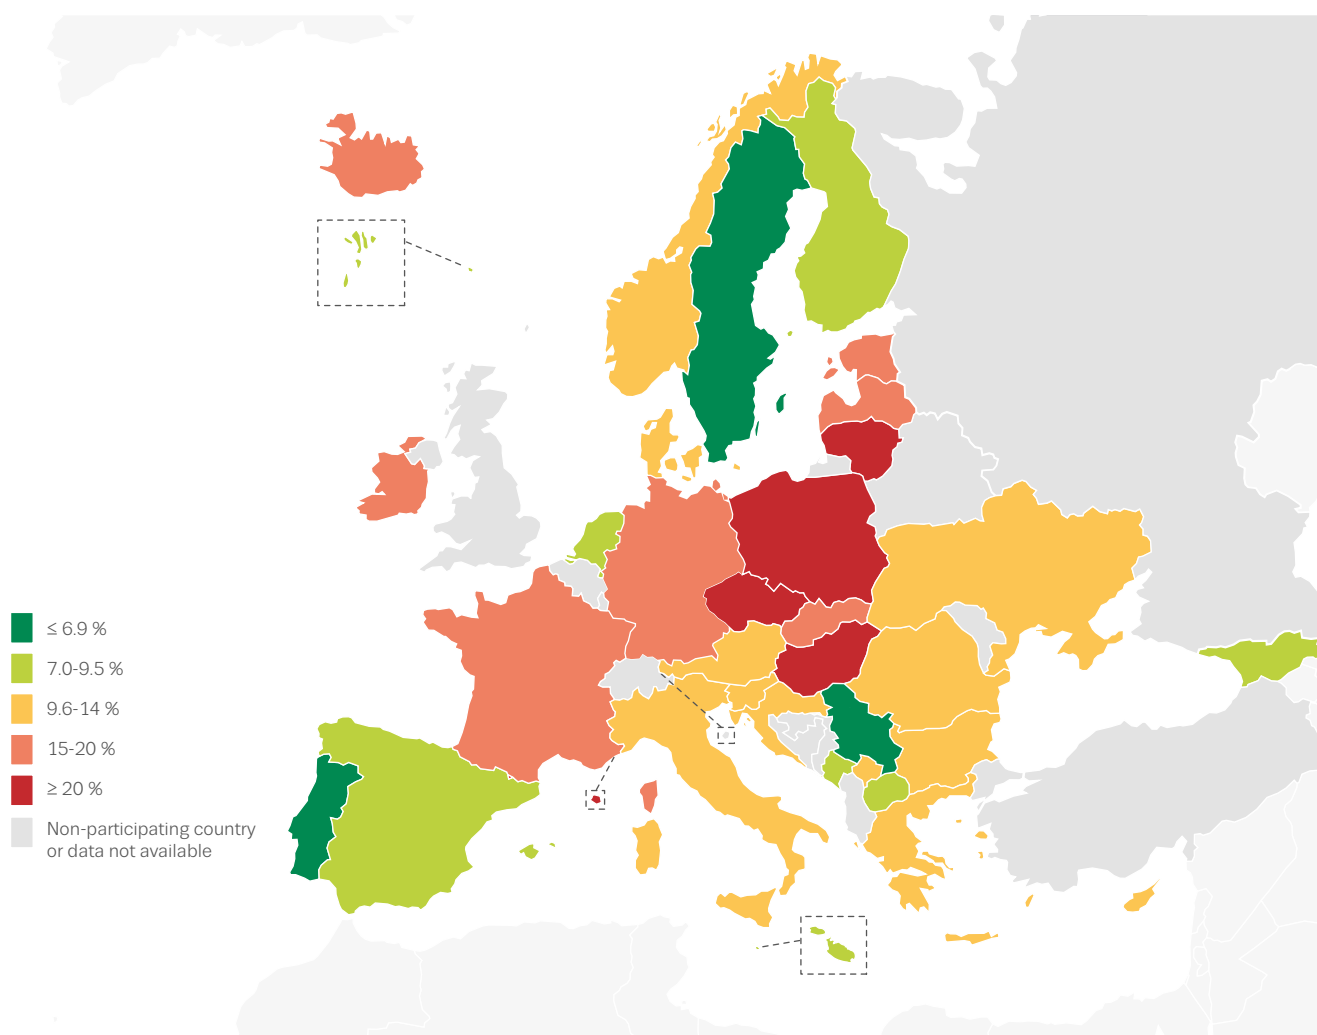 ≤ 6.9 %
7.0-9.5 %
9.6-14 %
15-20 %
≥ 20 %
Non-participating country
or data not available